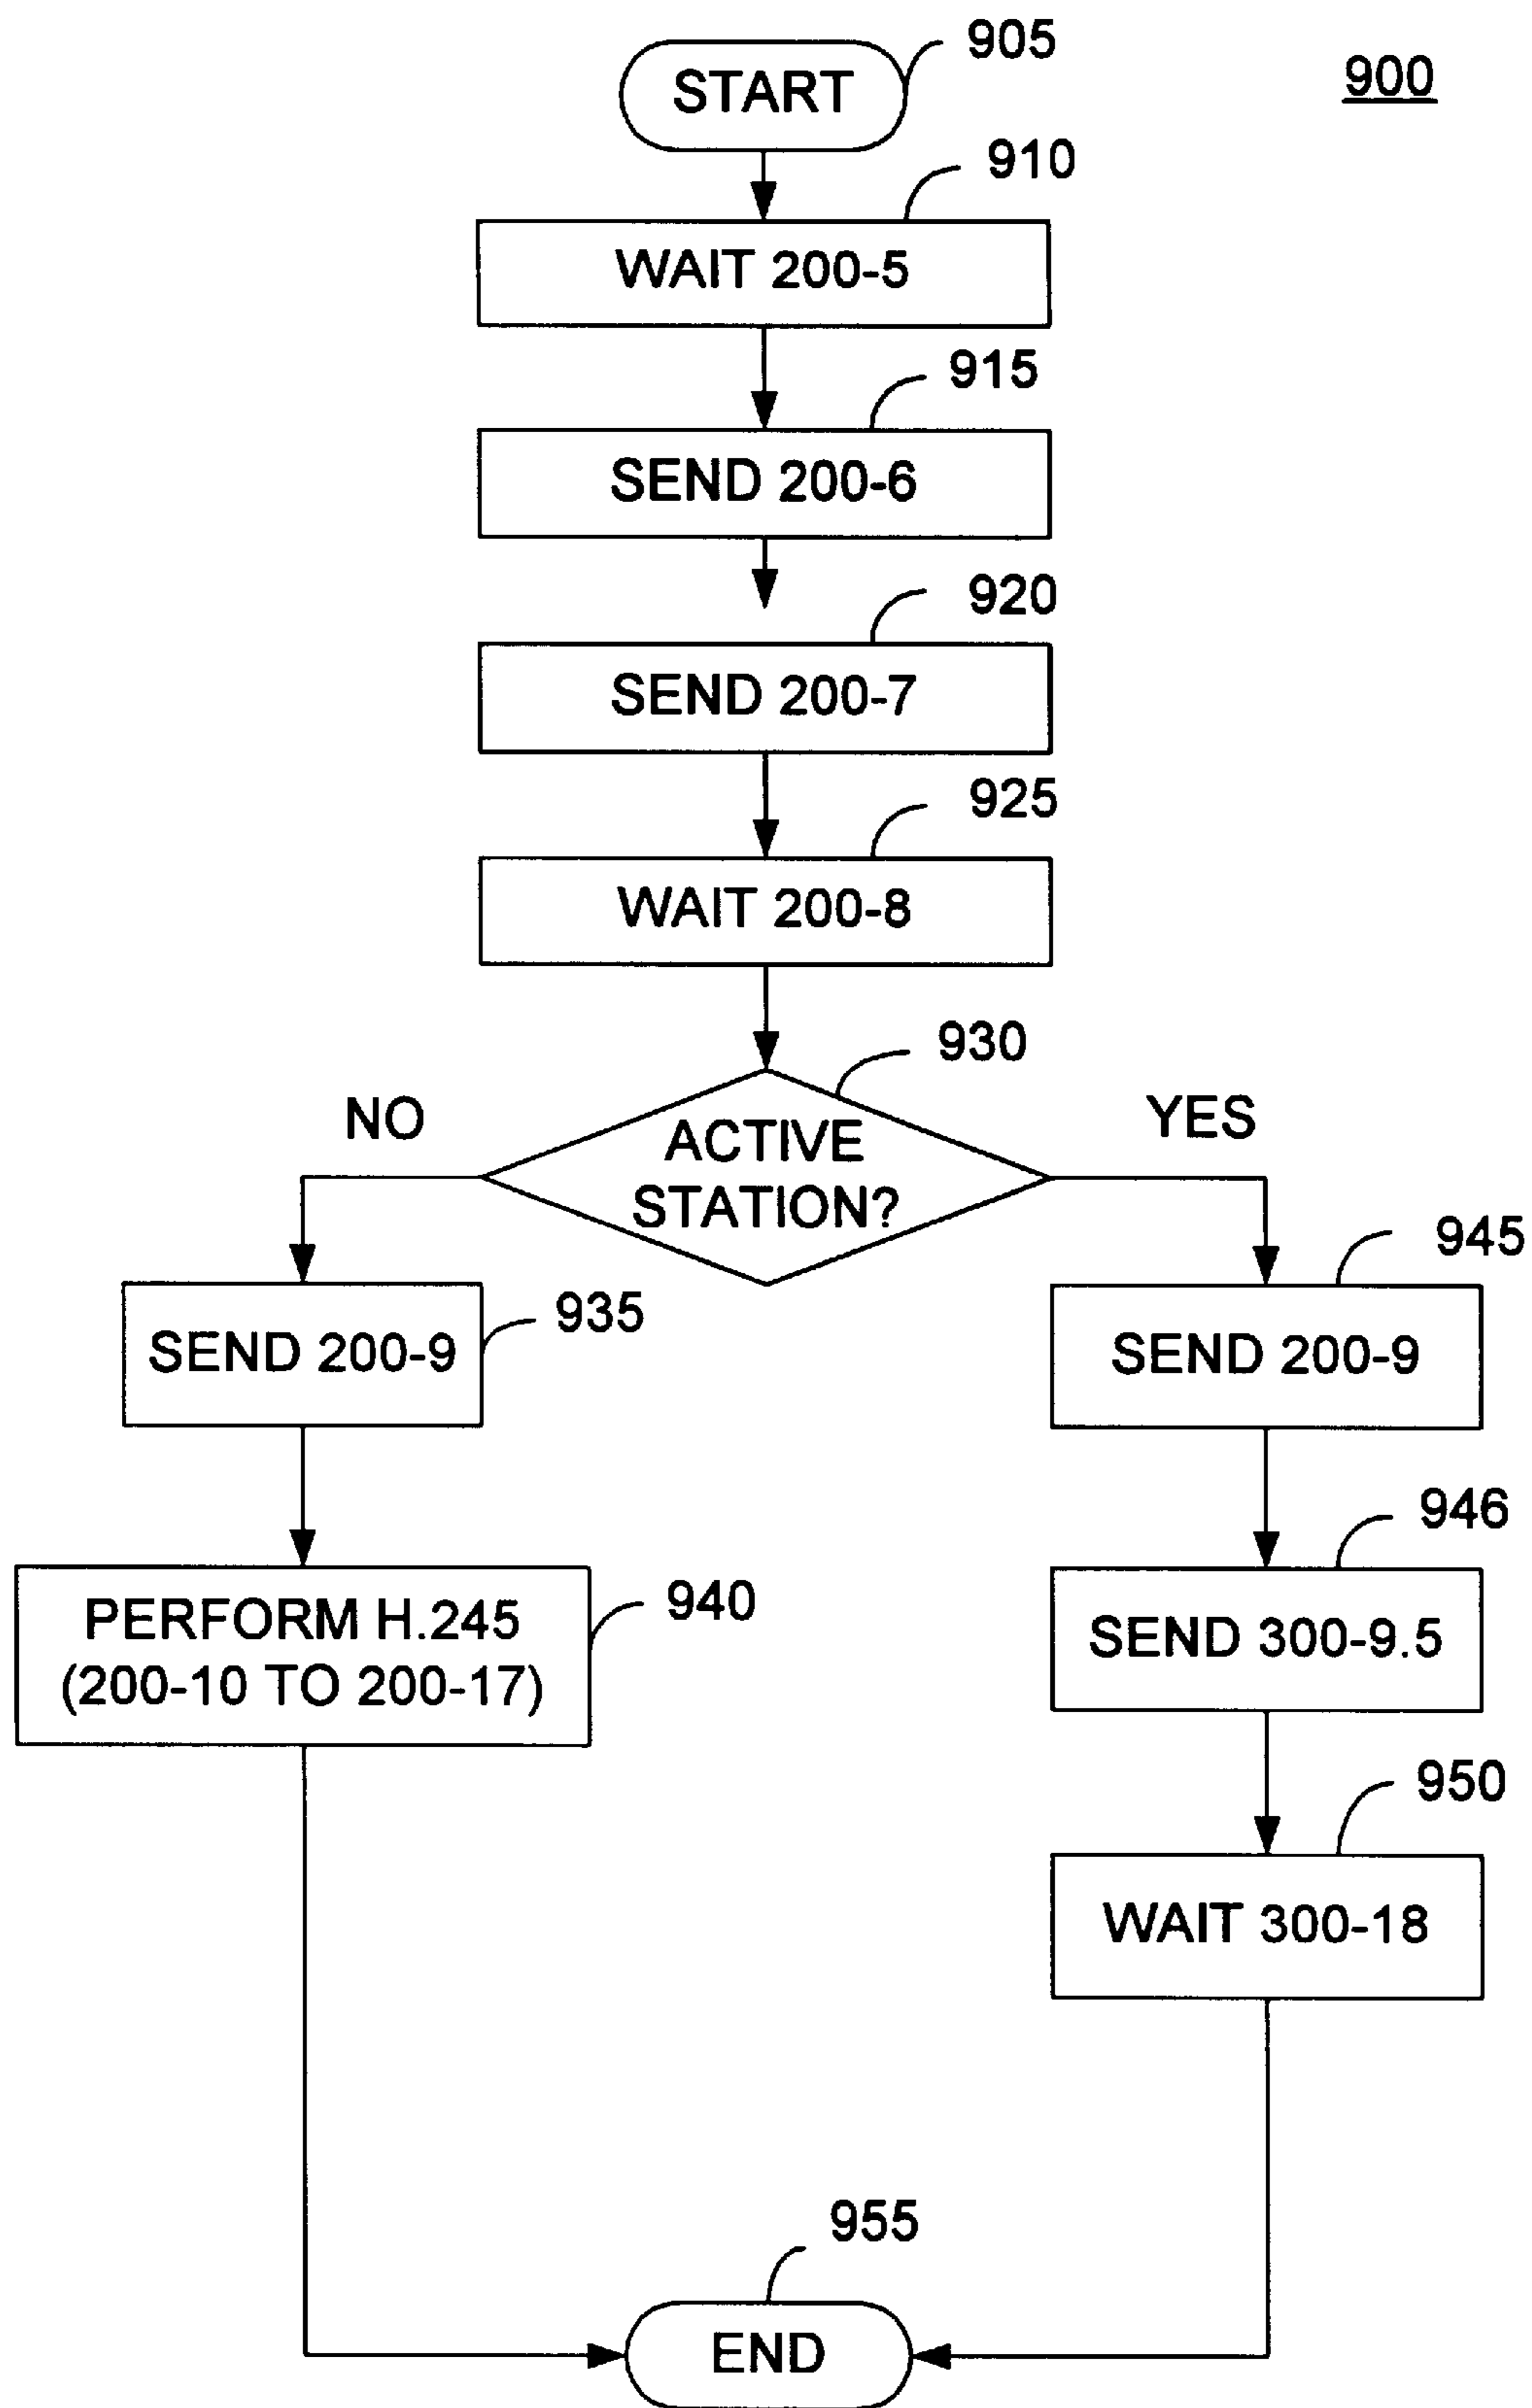 905
900
START
910
WAIT 200-5
915
SEND 200-6
920
SEND 200-7
925
WAIT 200-8
930
NO
YES
ACTIVE
STATION?
945
935
SEND 200-9
SEND 200-9
946
940
PERFORM H.245
(200-10 TO 200-17)
SEND 300-9.5
950
WAIT 300-18
955
END